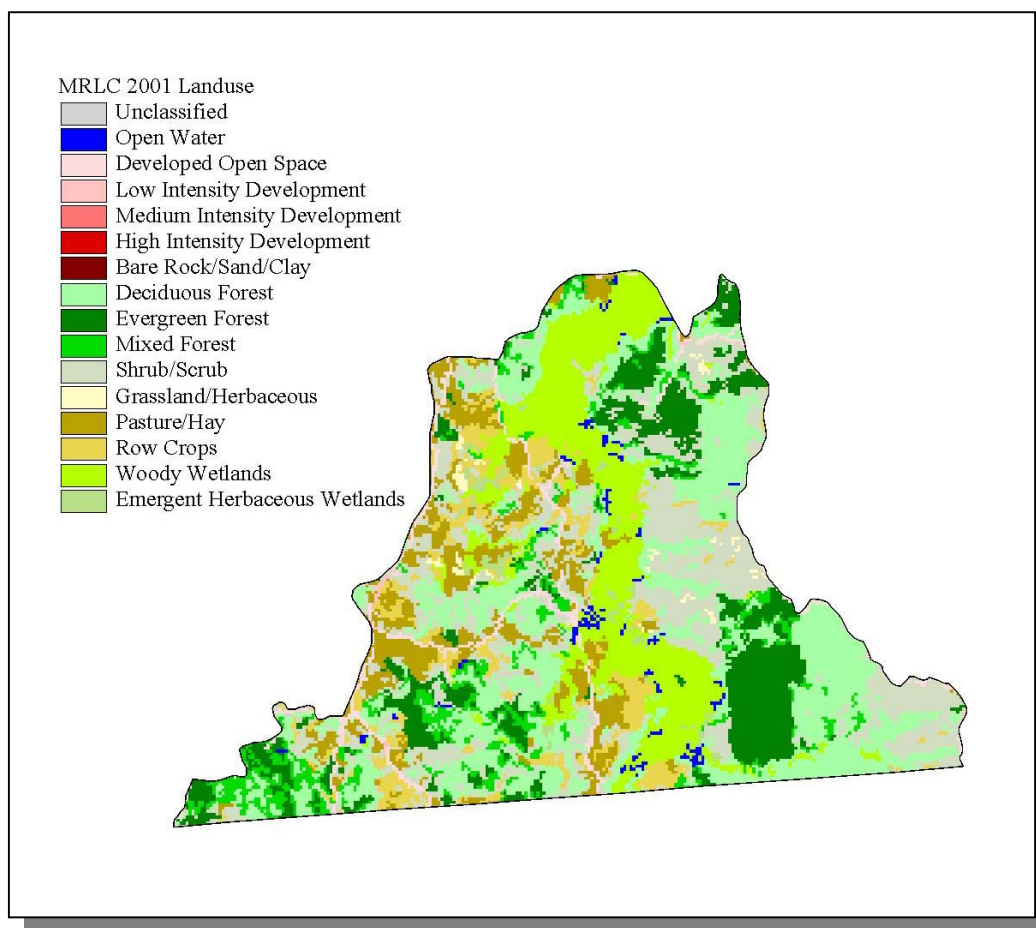 MRLC 2001 Landuse
Unclassified
Open Water
Developed Open Space
Low Intensity Development
Medium Intensity Development
High Intensity Development
Bare Rock/Sand/Clay
Deciduous Forest
Evergreen Forest
Mixed Forest
Shrub/Scrub
Grassland/Herbaceous
Pasture/Hay
Row Crops
Woody Wetlands
Emergent Herbaceous Wetlands